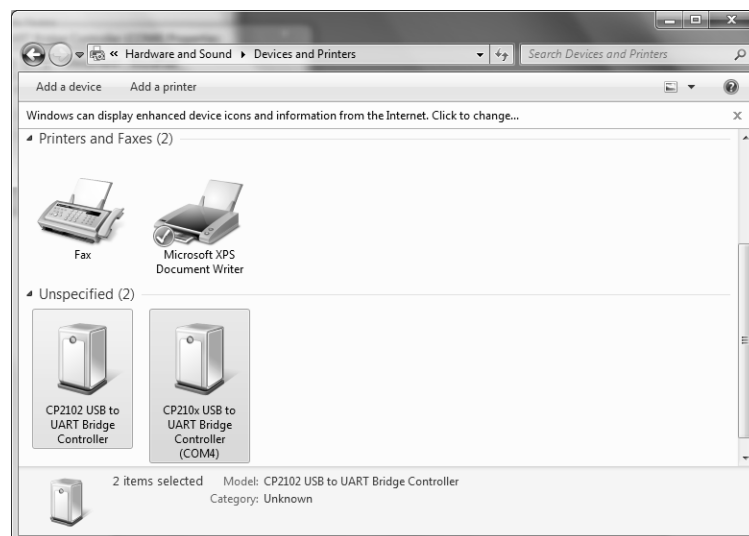 Hardware and Sound ▸ Devices and Printers
Search Devices and Printers
Add a device Add a printer
Windows can display enhanced device icons and information from the Internet. Click to change...
Printers and Faxes (2)
Fax
Microsoft XPS
Document Writer
Unspecified (2)
CP2102 USB to
UART Bridge
Controller
CP210x USB to
UART Bridge
Controller
(COM4)
2 items selected Model: CP2102 USB to UART Bridge Controller
Category: Unknown